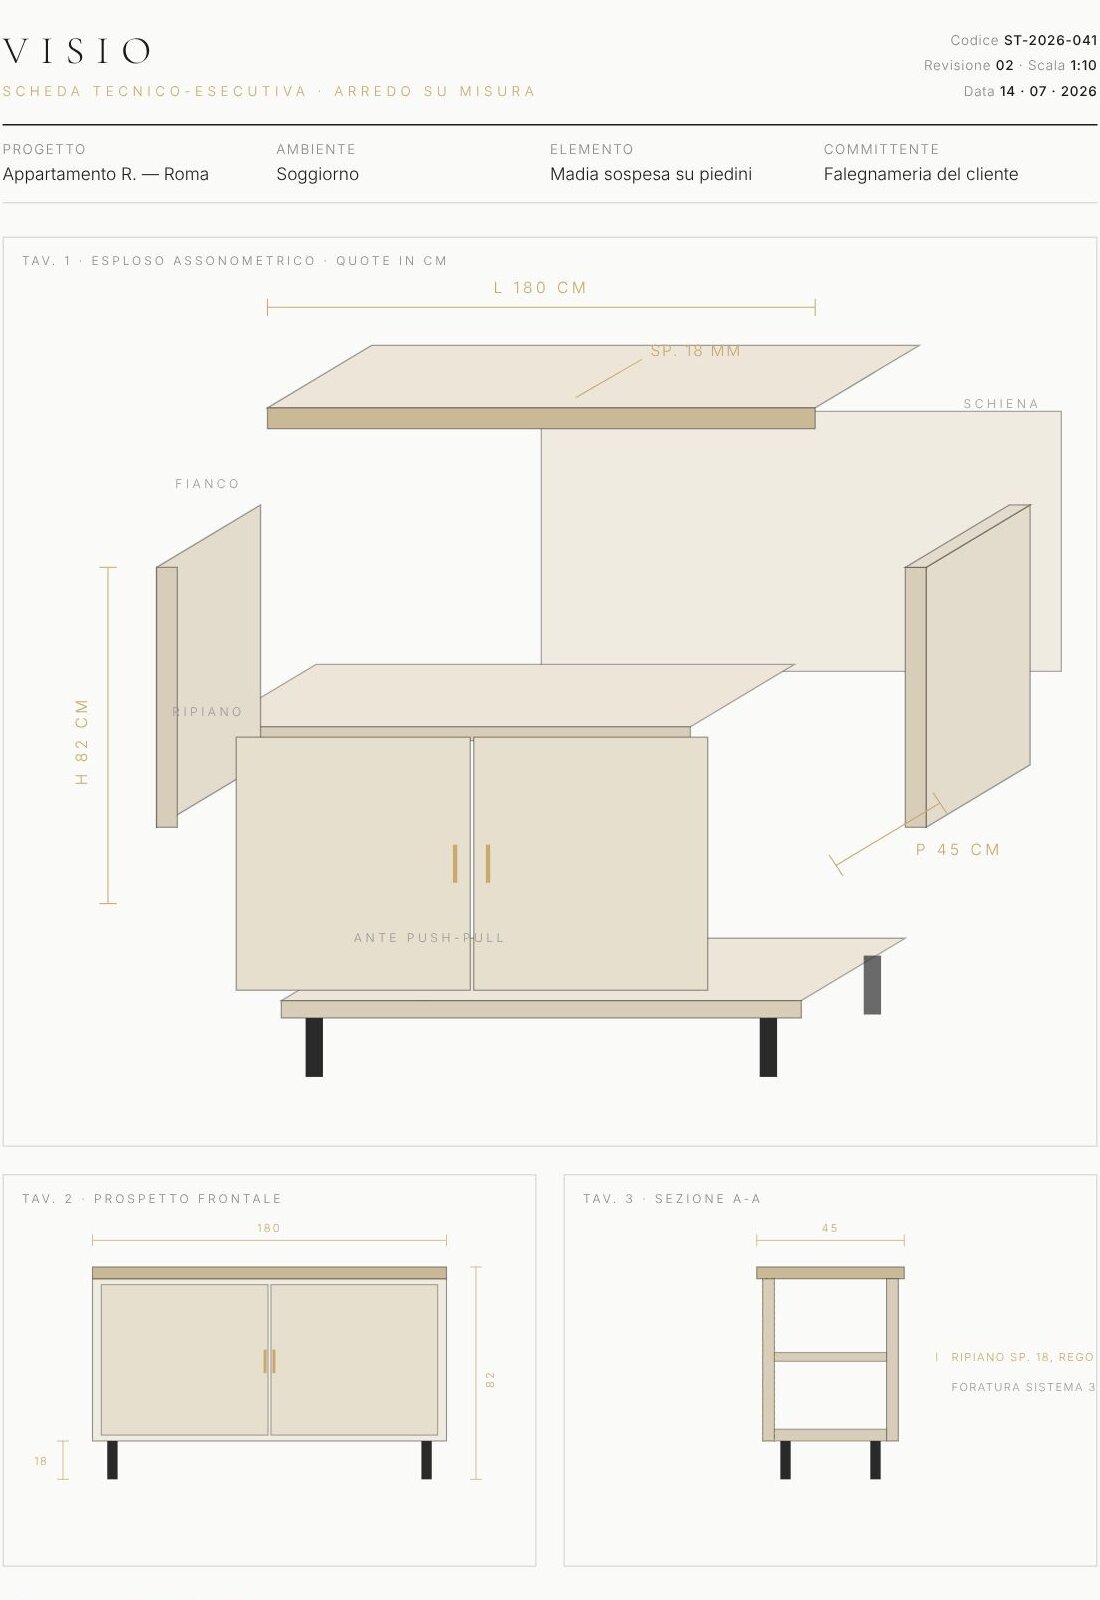 VISIO
SCHEDA TECNICO-ESECUTIVA · ARREDO SU MISURA
Codice ST-2026-041
Revisione 02 · Scala 1:10
Data 14 · 07 · 2026
PROGETTO
Appartamento R. — Roma
AMBIENTE
Soggiorno
ELEMENTO
Madia sospesa su piedini
COMMITTENTE
Falegnameria del cliente
TAV. 1 · ESPLOSO ASSONOMETRICO · QUOTE IN CM
L 180 CM
SP. 18 MM
SCHIENA
FIANCO
RIPIANO
H 82 CM
P 45 CM
ANTE PUSH-PULL
TAV. 2 · PROSPETTO FRONTALE
180
82
18
TAV. 3 · SEZIONE A-A
45
RIPIANO SP. 18, REGO
FORATURA SISTEMA 3